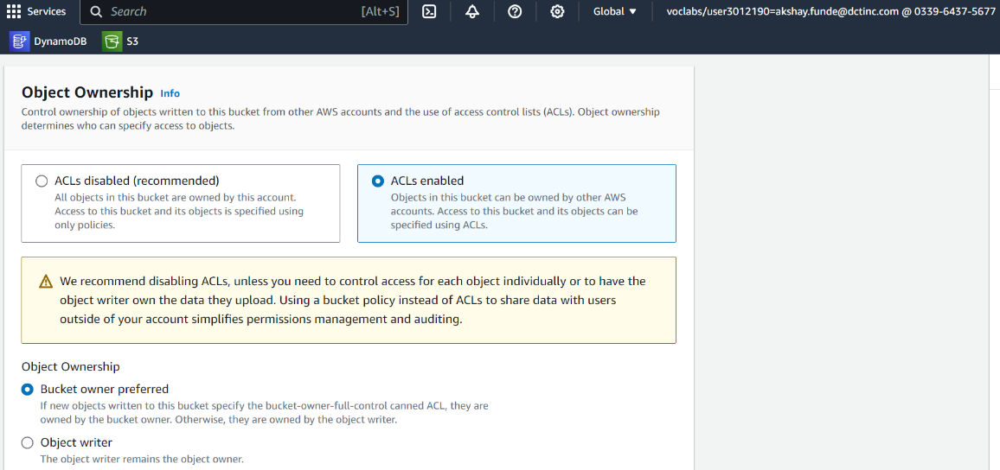 Services
Search [Alt+S]
Global ▼
voclabs/user3012190=akshay.funde@dctinc.com @ 0339-6437-5677
DynamoDB
S3
Object Ownership Info
Control ownership of objects written to this bucket from other AWS accounts and the use of access control lists (ACLs). Object ownership
determines who can specify access to objects.
ACLs disabled (recommended)
All objects in this bucket are owned by this account.
Access to this bucket and its objects is specified using
only policies.
ACLs enabled
Objects in this bucket can be owned by other AWS
accounts. Access to this bucket and its objects can be
specified using ACLs.
We recommend disabling ACLs, unless you need to control access for each object individually or to have the
object writer own the data they upload. Using a bucket policy instead of ACLs to share data with users
outside of your account simplifies permissions management and auditing.
Object Ownership
Bucket owner preferred
If new objects written to this bucket specify the bucket-owner-full-control canned ACL, they are
owned by the bucket owner. Otherwise, they are owned by the object writer.
Object writer
The object writer remains the object owner.